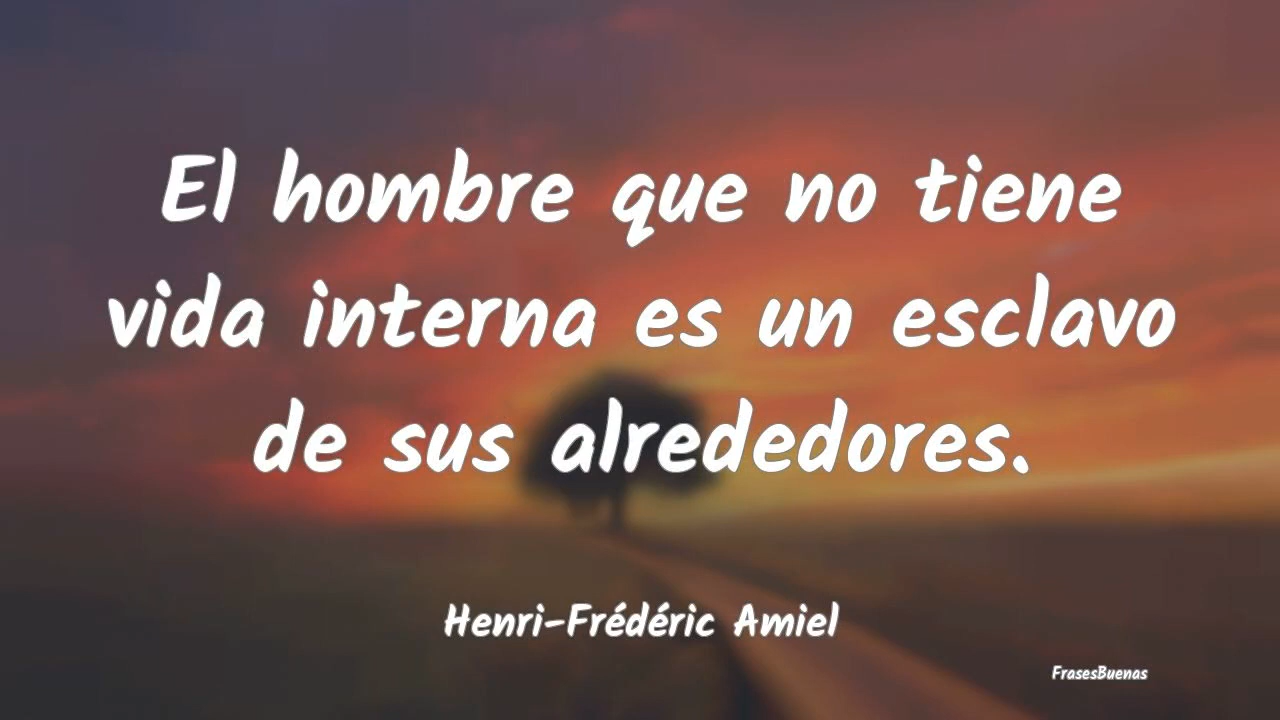 El hombre que no tiene
vida interna es un esclavo
de sus alrededores.
Henri-Frédéric Amiel
FrasesBuenas